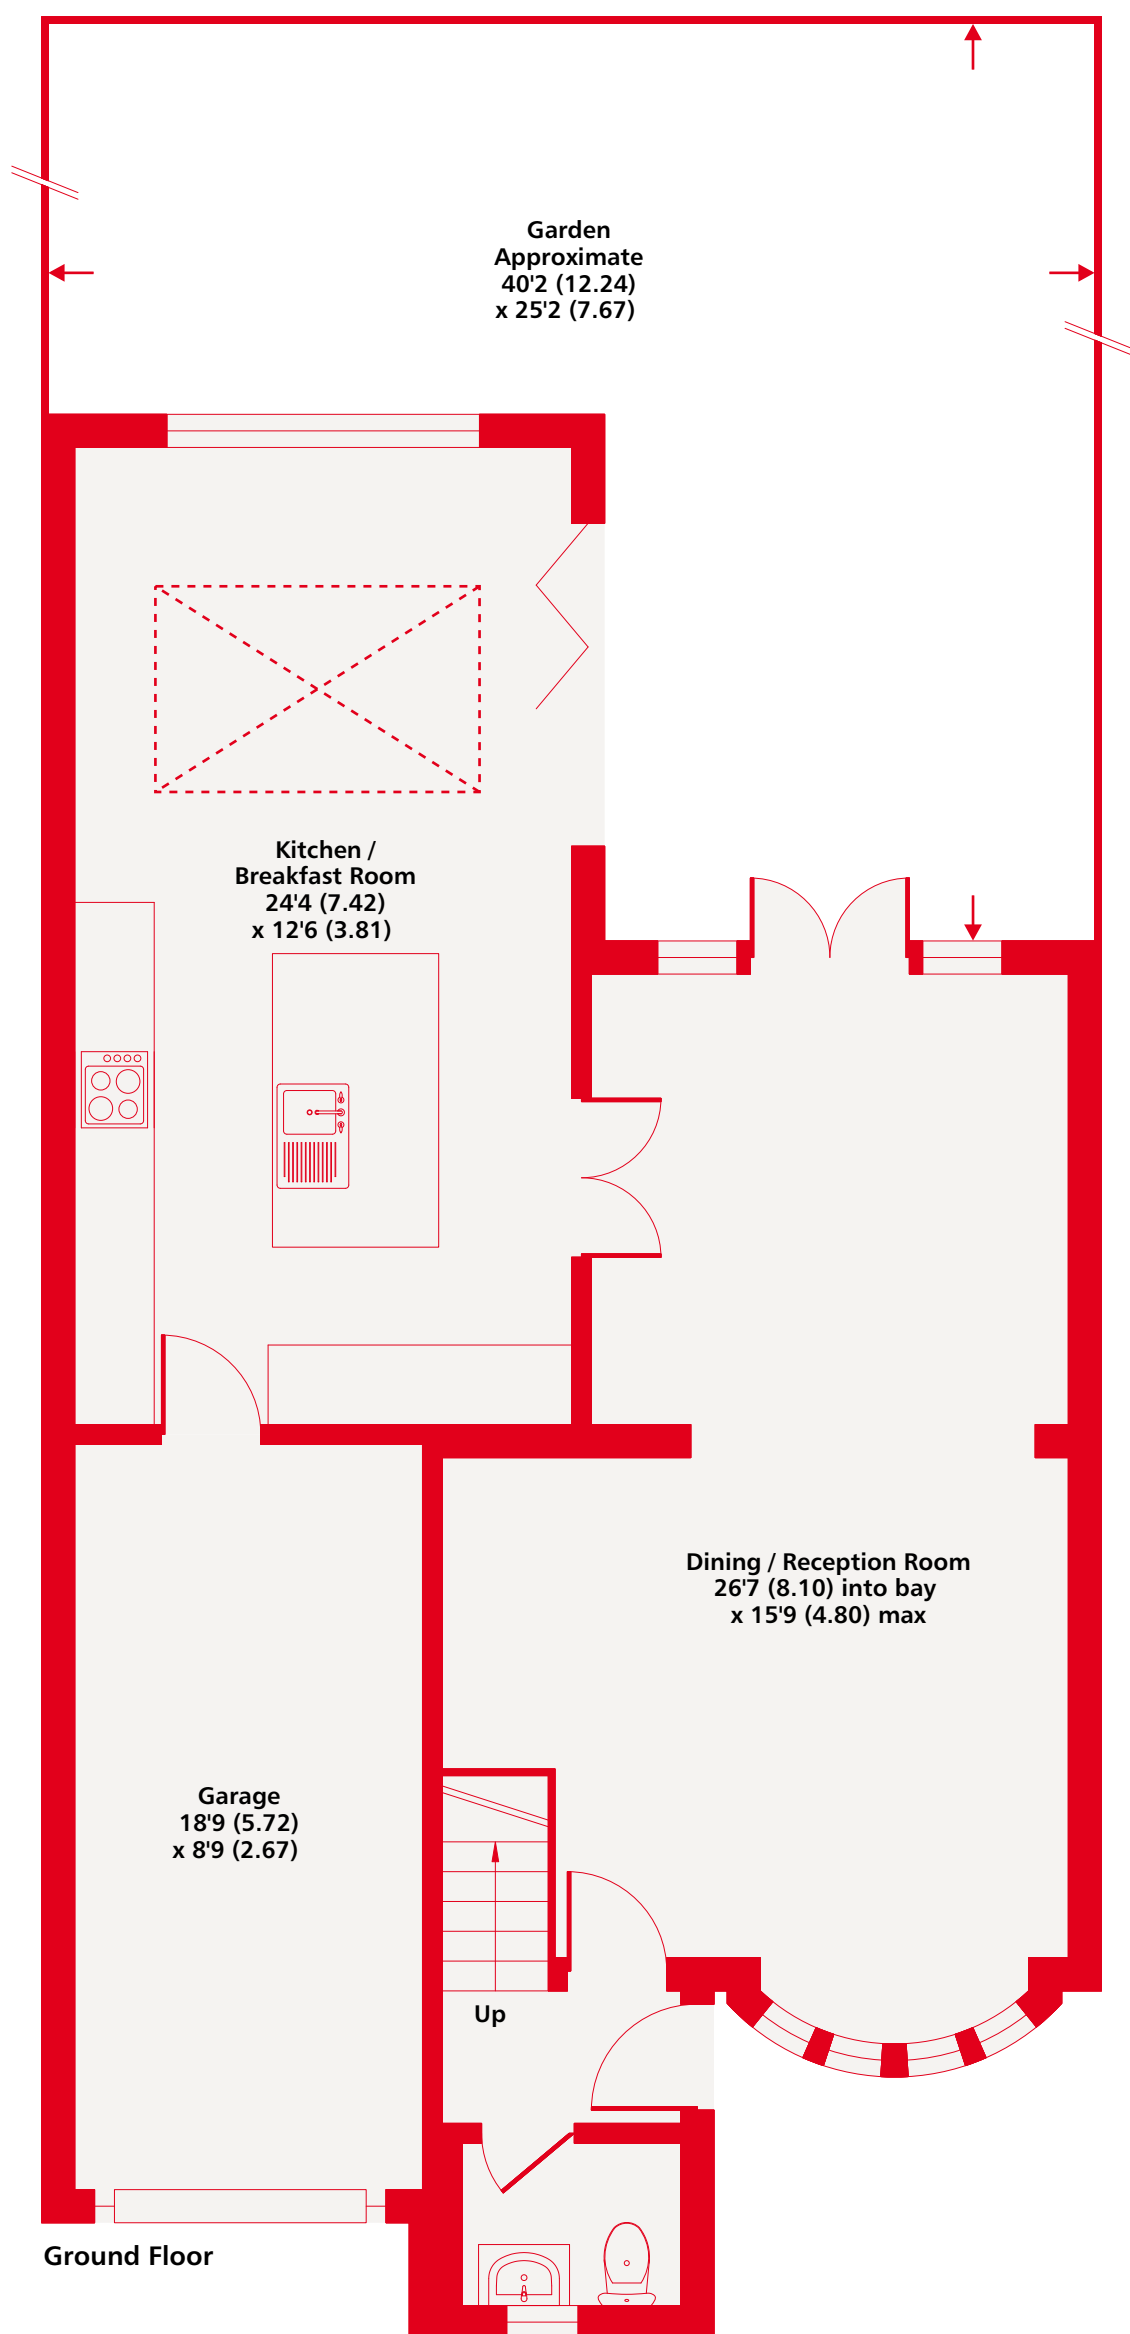 Garden
Approximate
40'2 (12.24)
x 25'2 (7.67)
Kitchen /
Breakfast Room
24'4 (7.42)
x 12'6 (3.81)
Dining / Reception Room
26'7 (8.10) into bay
x 15'9 (4.80) max
Garage
18'9 (5.72)
x 8'9 (2.67)
Up
Ground Floor